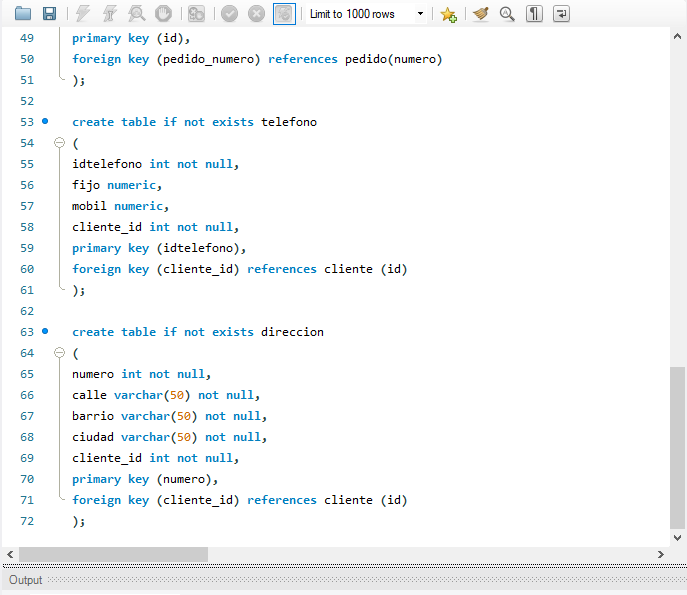 Limit to 1000 rows
49 primary key (id),
50 foreign key (pedido_numero) references pedido(numero)
51 );
52
53 create table if not exists telefono
54 (
55 idtelefono int not null,
56 fijo numeric,
57 mobil numeric,
58 cliente_id int not null,
59 primary key (idtelefono),
60 foreign key (cliente_id) references cliente (id)
61 );
62
63 create table if not exists direccion
64 (
65 numero int not null,
66 calle varchar(50) not null,
67 barrio varchar(50) not null,
68 ciudad varchar(50) not null,
69 cliente_id int not null,
70 primary key (numero),
71 foreign key (cliente_id) references cliente (id)
72 );
Output